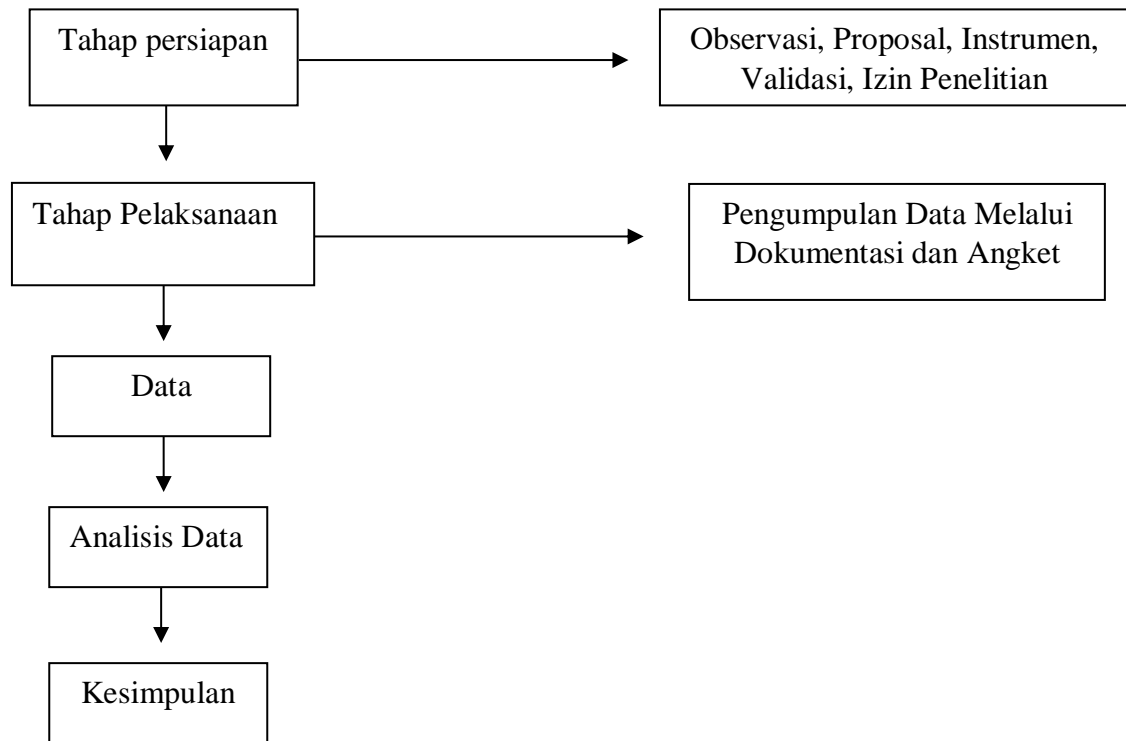 Tahap persiapan
Observasi, Proposal, Instrumen,
Validasi, Izin Penelitian
Tahap Pelaksanaan
Pengumpulan Data Melalui
Dokumentasi dan Angket
Data
Analisis Data
Kesimpulan